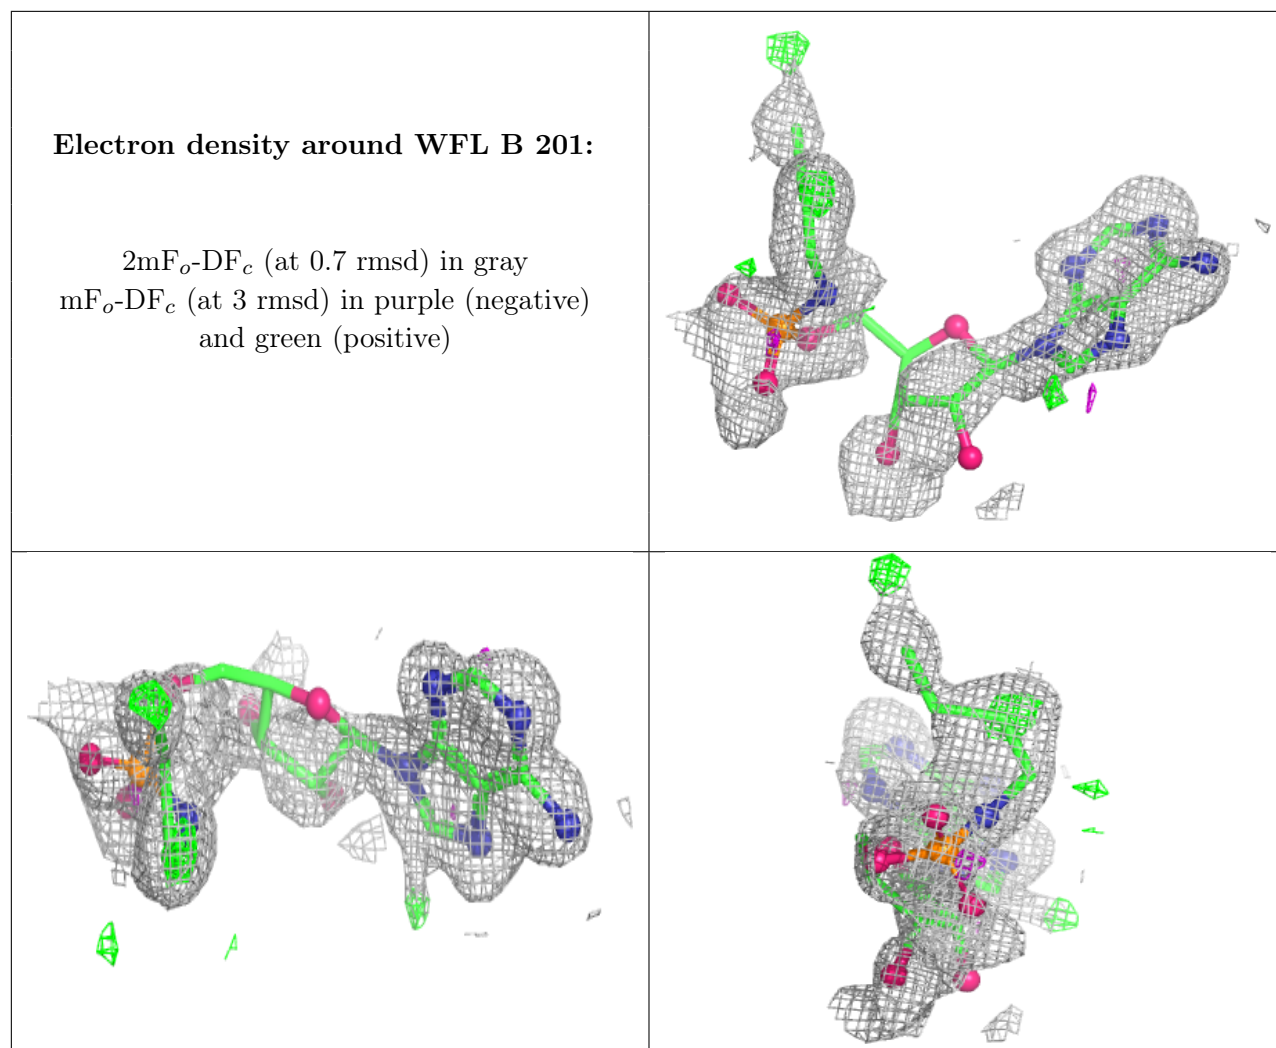 Electron density around WFL B 201:
2mFo-DFc (at 0.7 rmsd) in gray
mFo-DFc (at 3 rmsd) in purple (negative)
and green (positive)